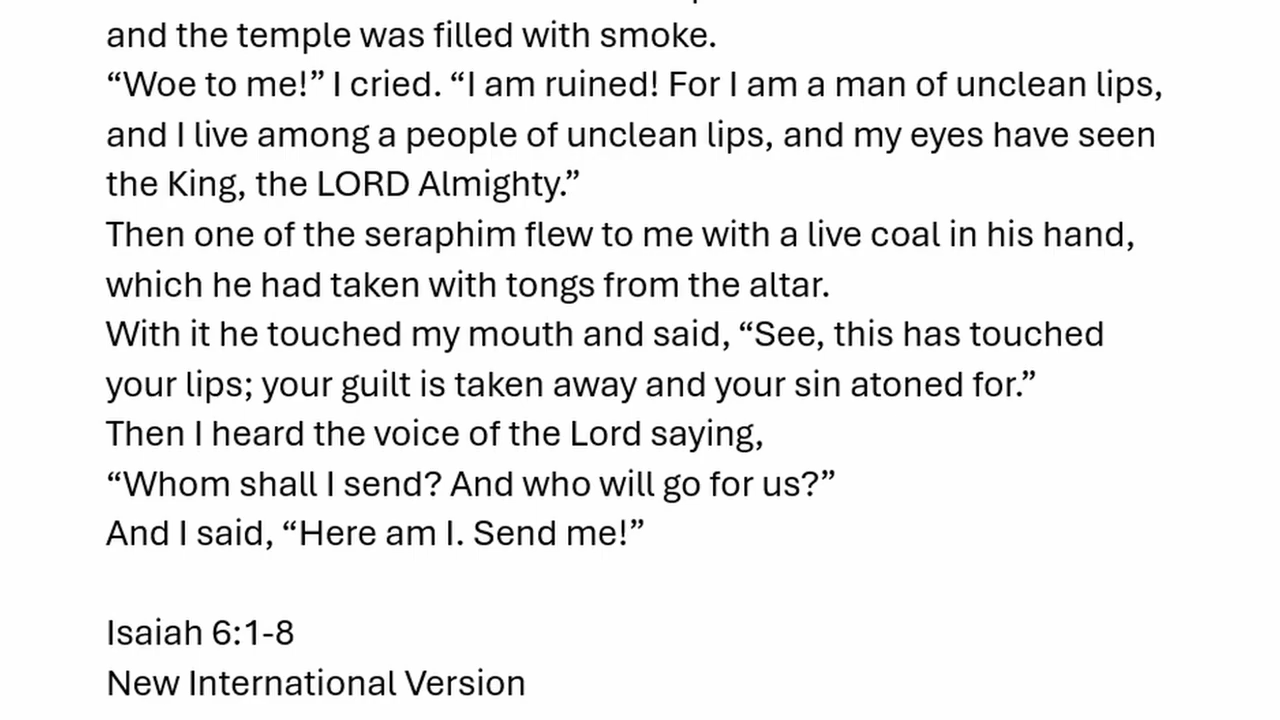 and the temple was filled with smoke.
“Woe to me!” I cried. “I am ruined! For I am a man of unclean lips,
and I live among a people of unclean lips, and my eyes have seen
the King, the LORD Almighty.”
Then one of the seraphim flew to me with a live coal in his hand,
which he had taken with tongs from the altar.
With it he touched my mouth and said, “See, this has touched
your lips; your guilt is taken away and your sin atoned for.”
Then I heard the voice of the Lord saying,
“Whom shall I send? And who will go for us?”
And I said, “Here am I. Send me!”
Isaiah 6:1-8
New International Version